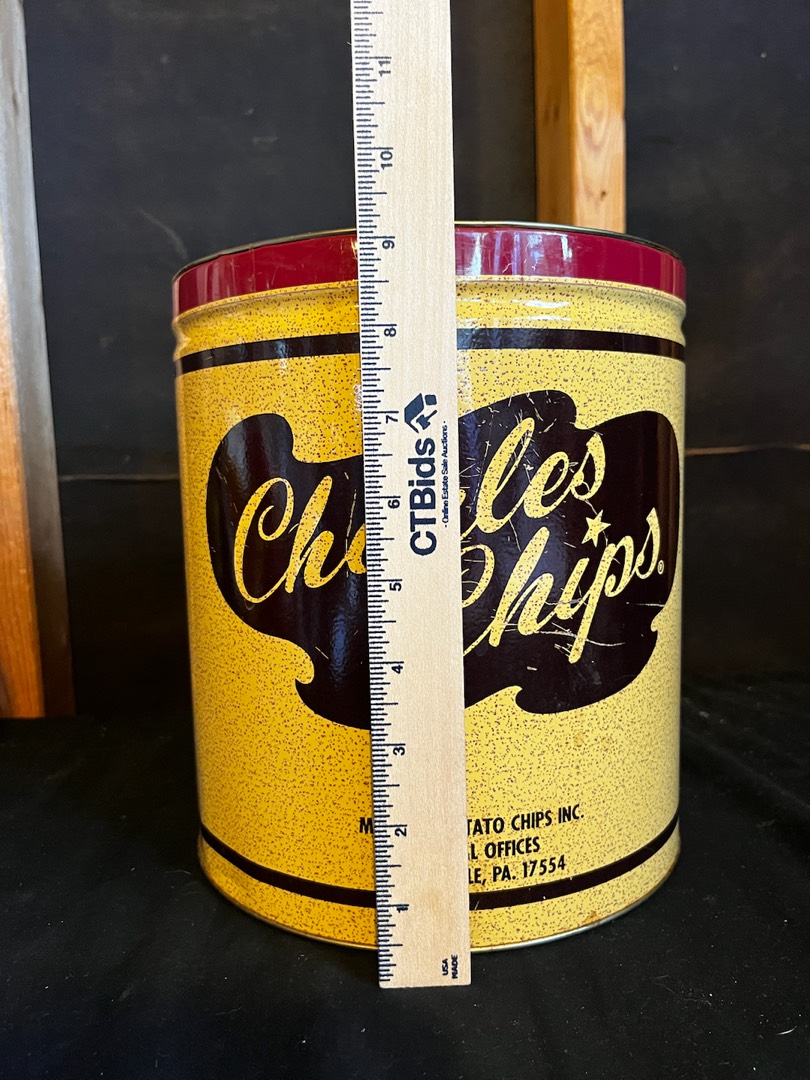 11
10
9
8
7
6
5
4
3
2
1
CTBids
- Online Estate Sale Auctions -
USA
MADE
Ch les
Chips®
M TATO CHIPS INC.
L OFFICES
LE, PA. 17554